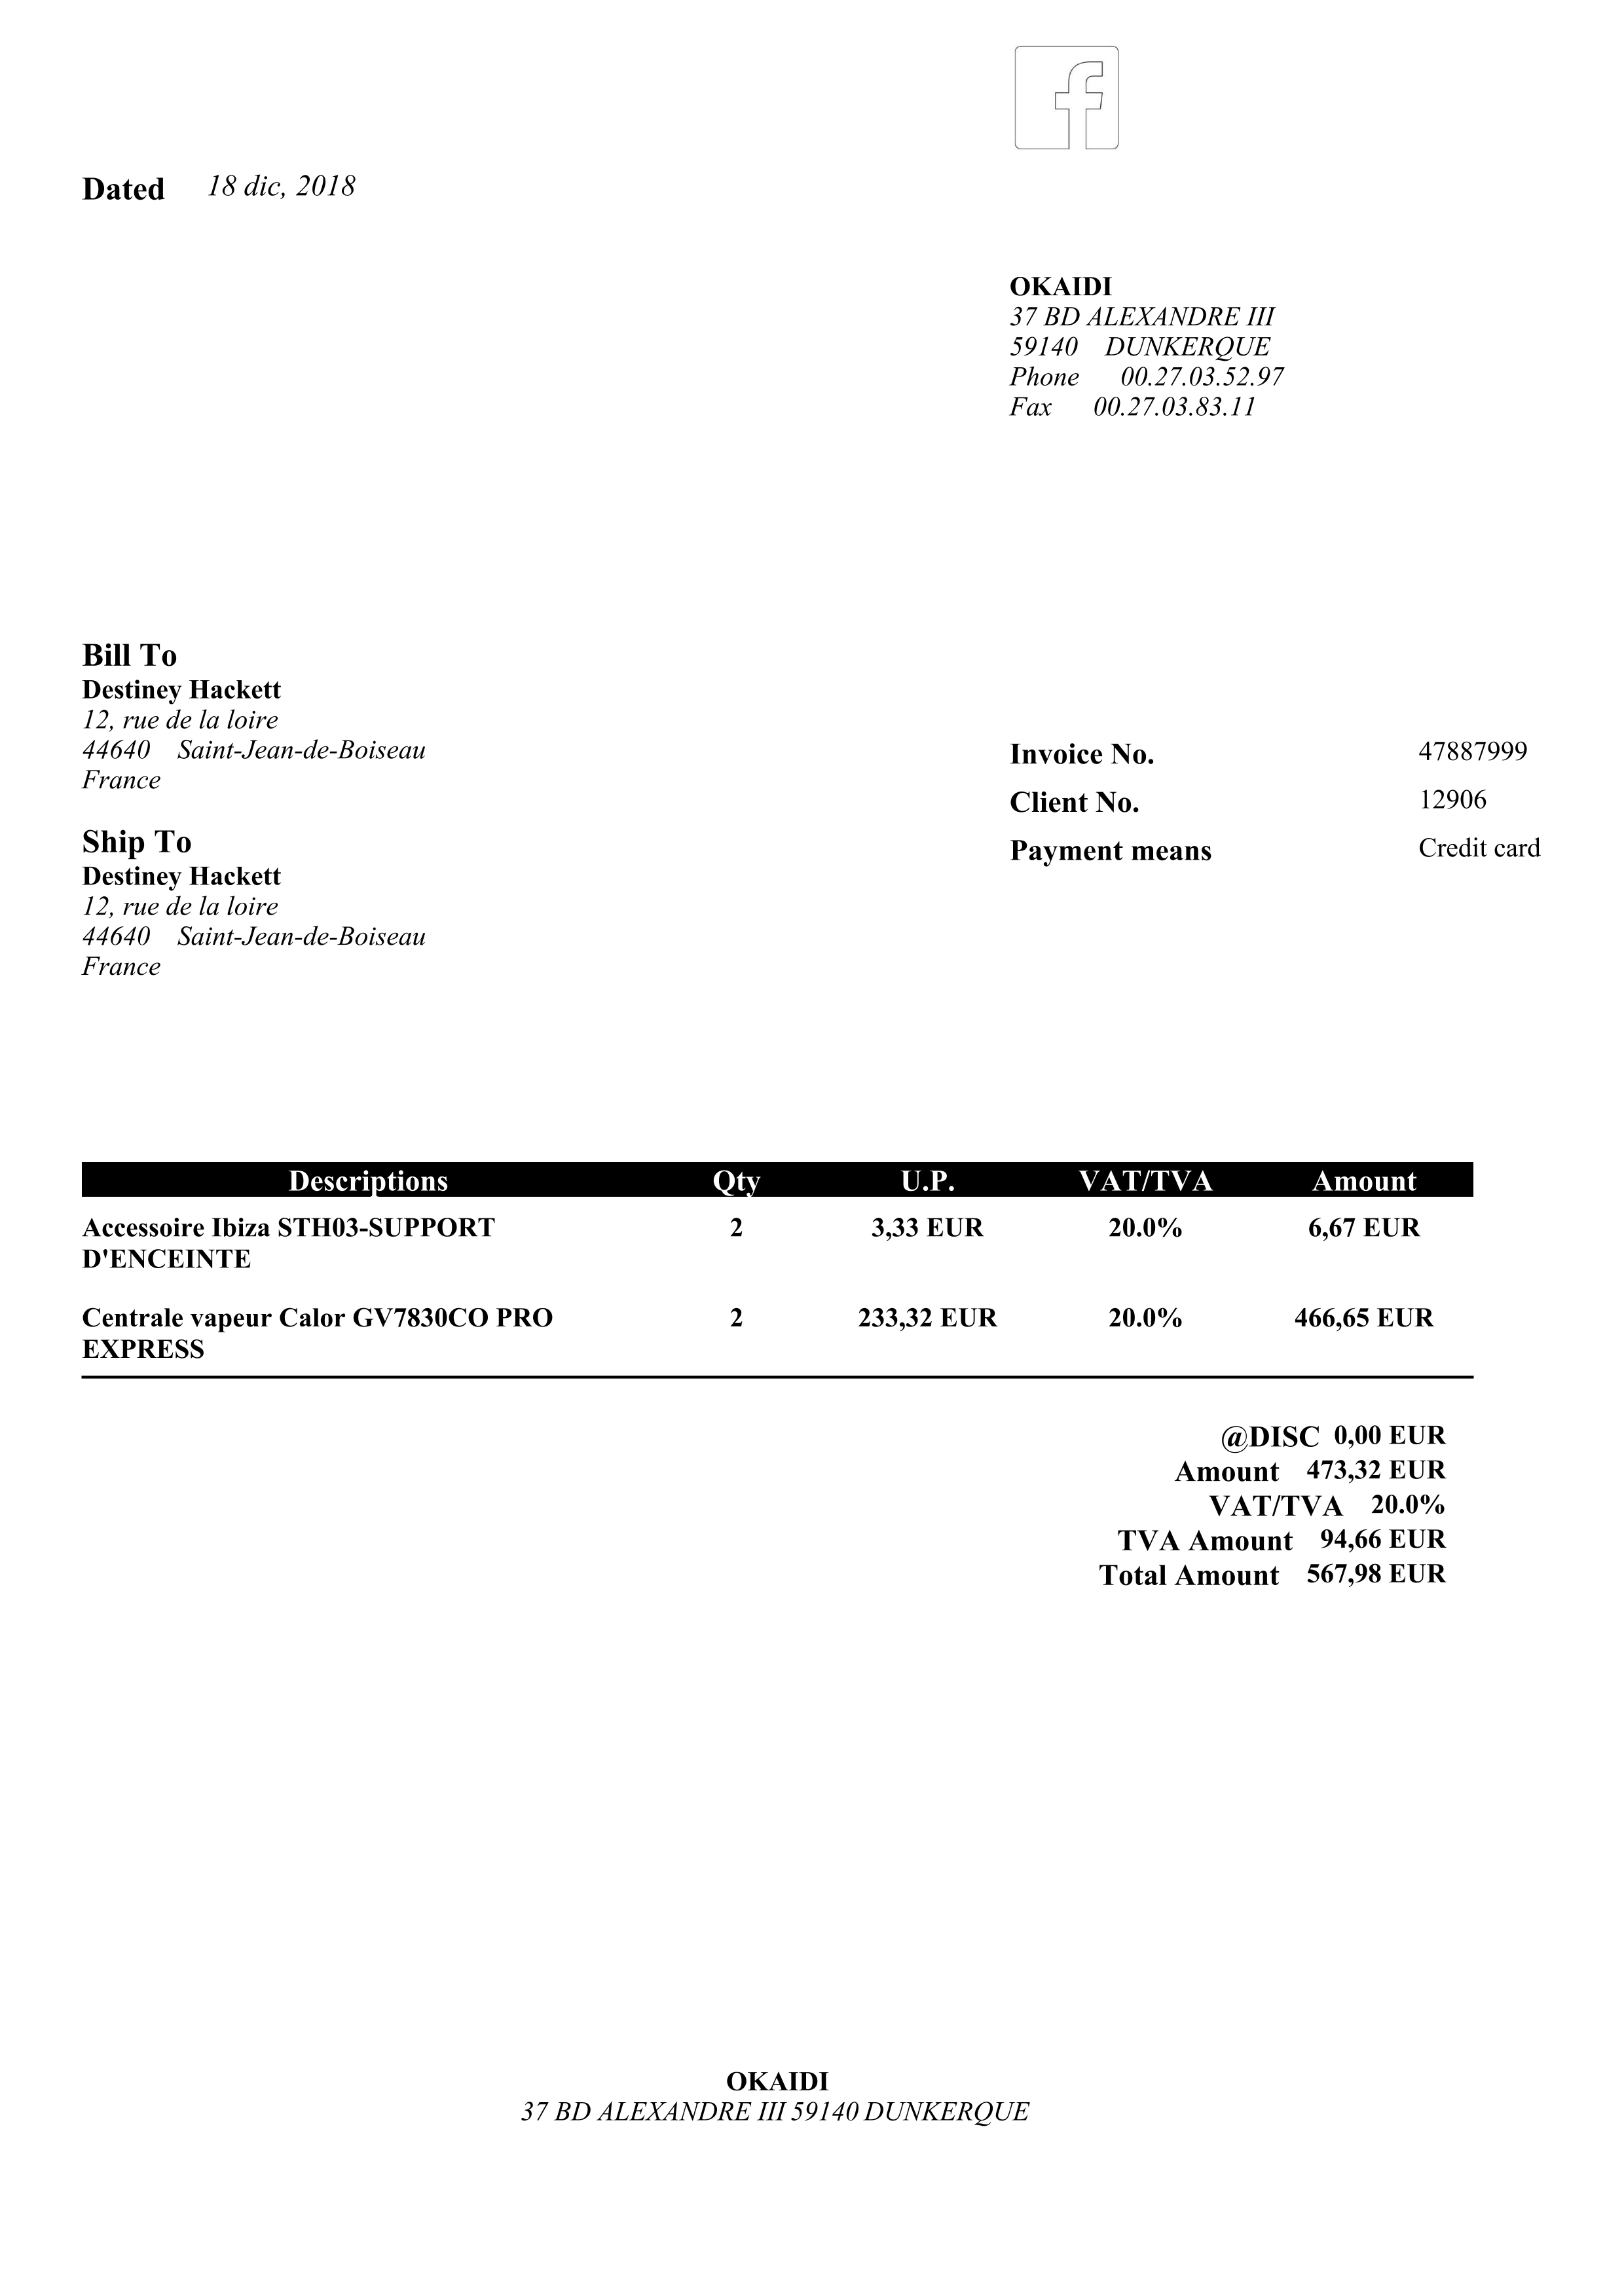 Dated 18 dic, 2018
OKAIDI
37 BD ALEXANDRE III
59140 DUNKERQUE
Phone 00.27.03.52.97
Fax 00.27.03.83.11
Bill To
Destiney Hackett
12, rue de la loire
44640 Saint-Jean-de-Boiseau
France
Invoice No. 47887999
Client No. 12906
Payment means Credit card
Ship To
Destiney Hackett
12, rue de la loire
44640 Saint-Jean-de-Boiseau
France
Descriptions Qty U.P. VAT/TVA Amount
Accessoire Ibiza STH03-SUPPORT 2 3,33 EUR 20.0% 6,67 EUR
D'ENCEINTE
Centrale vapeur Calor GV7830CO PRO 2 233,32 EUR 20.0% 466,65 EUR
EXPRESS
@DISC 0,00 EUR
Amount 473,32 EUR
VAT/TVA 20.0%
TVA Amount 94,66 EUR
Total Amount 567,98 EUR
OKAIDI
37 BD ALEXANDRE III 59140 DUNKERQUE